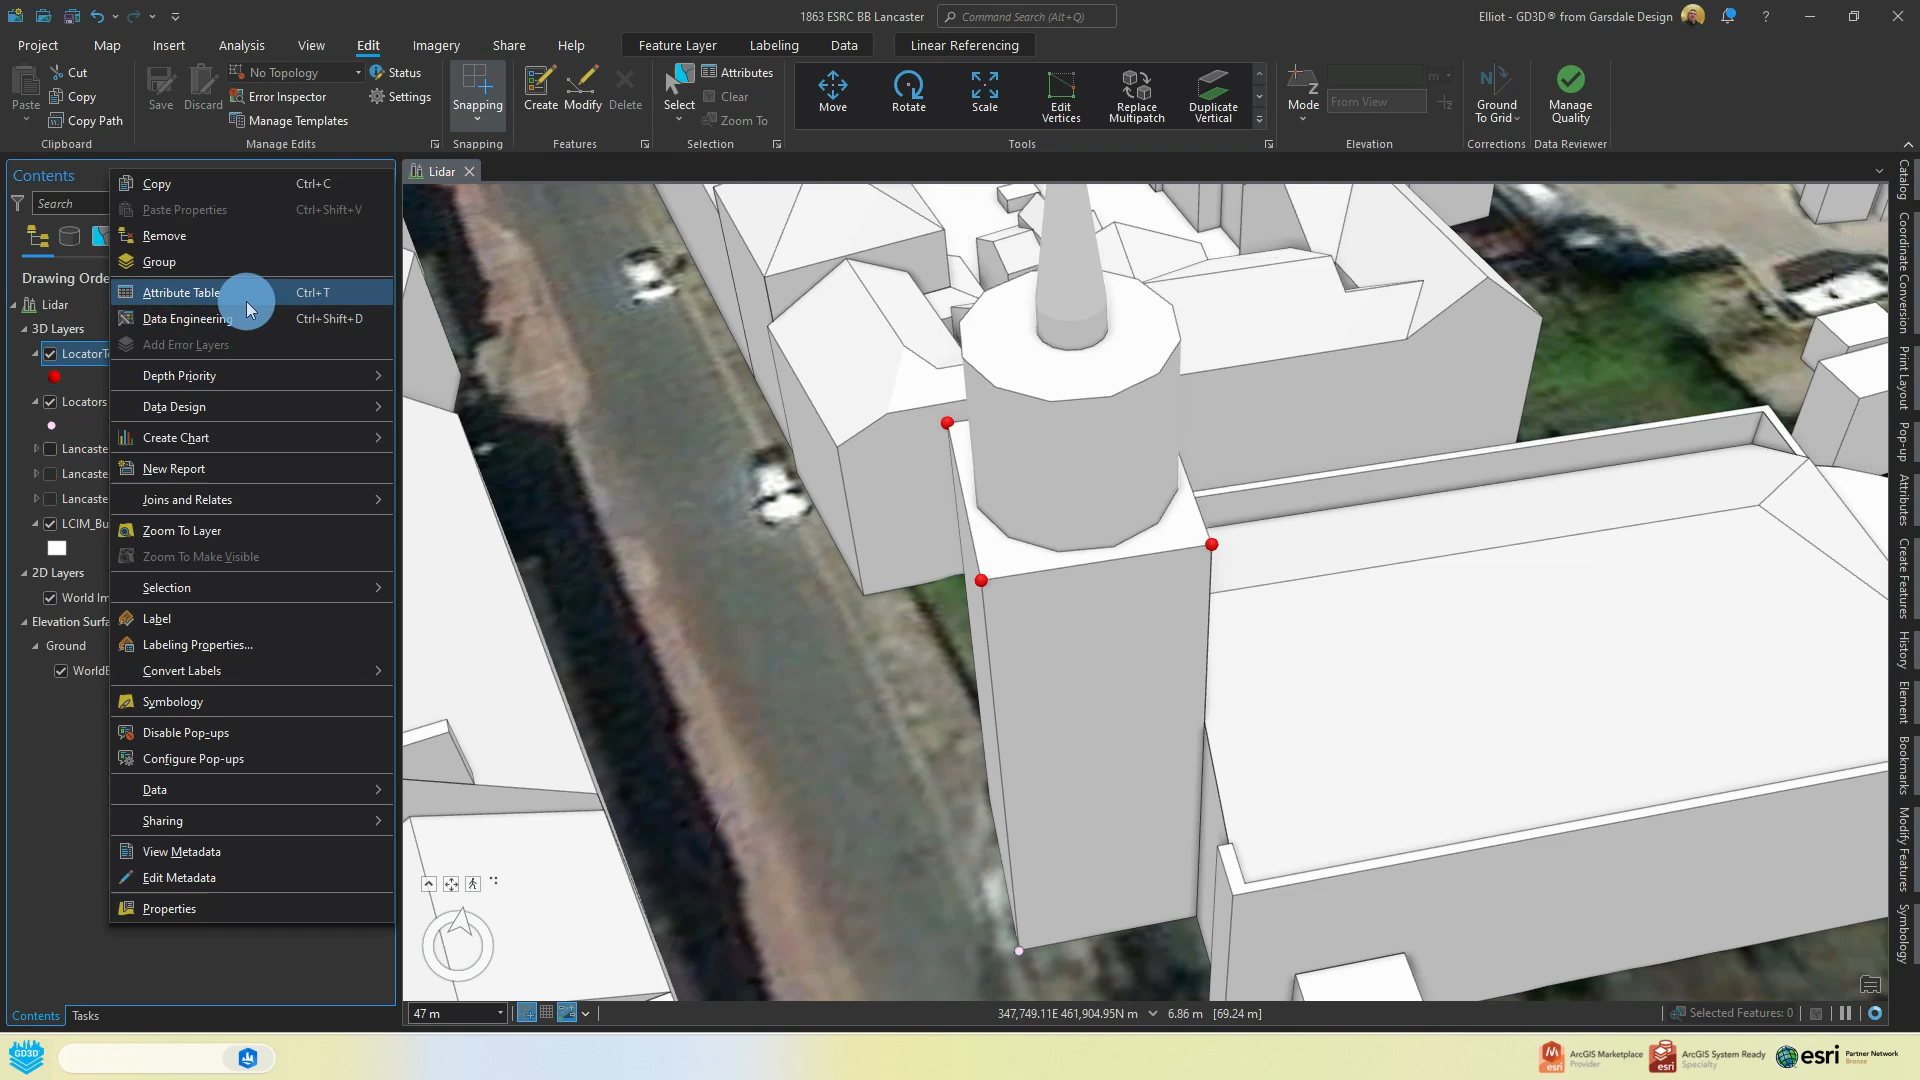 1863 ESRC BB Lancaster
Command Search (Alt+Q)
Elliot - GD3D® from Garsdale Design
?
Project
Map
Insert
Analysis
View
Edit
Imagery
Share
Help
Feature Layer
Labeling
Data
Linear Referencing
Paste
Cut
Copy
Copy Path
Clipboard
Save
Discard
No Topology
Error Inspector
Manage Templates
Status
Settings
Manage Edits
Snapping
Snapping
Create
Modify
Delete
Features
Select
Attributes
Clear
Zoom To
Selection
Move
Rotate
Scale
Edit Vertices
Replace Multipatch
Duplicate Vertical
Tools
Mode
From View
m
Elevation
Ground To Grid
Corrections
Manage Quality
Data Reviewer
Contents
Search
Drawing Orde
Lidar
3D Layers
LocatorT
Locators
Lancaste
Lancaste
Lancaste
LCIM_Bu
2D Layers
World Im
Elevation Surfa
Ground
WorldE
Copy Ctrl+C
Paste Properties Ctrl+Shift+V
Remove
Group
Attribute Table Ctrl+T
Data Engineering Ctrl+Shift+D
Add Error Layers
Depth Priority
Data Design
Create Chart
New Report
Joins and Relates
Zoom To Layer
Zoom To Make Visible
Selection
Label
Labeling Properties...
Convert Labels
Symbology
Disable Pop-ups
Configure Pop-ups
Data
Sharing
View Metadata
Edit Metadata
Properties
Contents
Tasks
Lidar
Catalog
Coordinate Conversion
Print Layout
Pop-up
Attributes
Create Features
History
Element
Bookmarks
Modify Features
Symbology
47 m
347,749.11E 461,904.95N m
6.86 m [69.24 m]
Selected Features: 0
GD3D
esri
ArcGIS Marketplace
Provider
esri
ArcGIS System Ready
Specialty
esri
Partner Network
Bronze